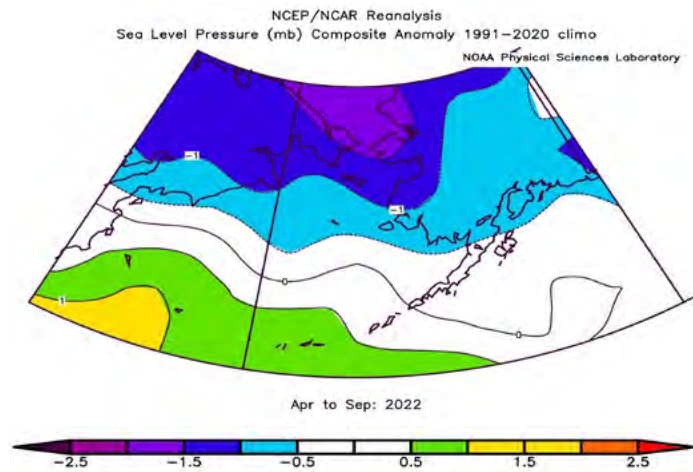 NCEP/NCAR Reanalysis
Sea Level Pressure (mb) Composite Anomaly 1991−2020 climo
NOAA Physical Sciences Laboratory
−1
−1
0
1
0
Apr to Sep: 2022
−2.5 −1.5 −0.5 0.5 1.5 2.5